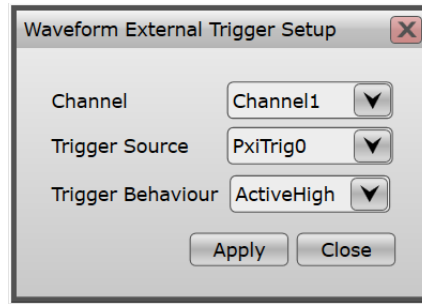 Waveform External Trigger Setup
Channel Channel1
Trigger Source PxiTrig0
Trigger Behaviour ActiveHigh
Apply Close